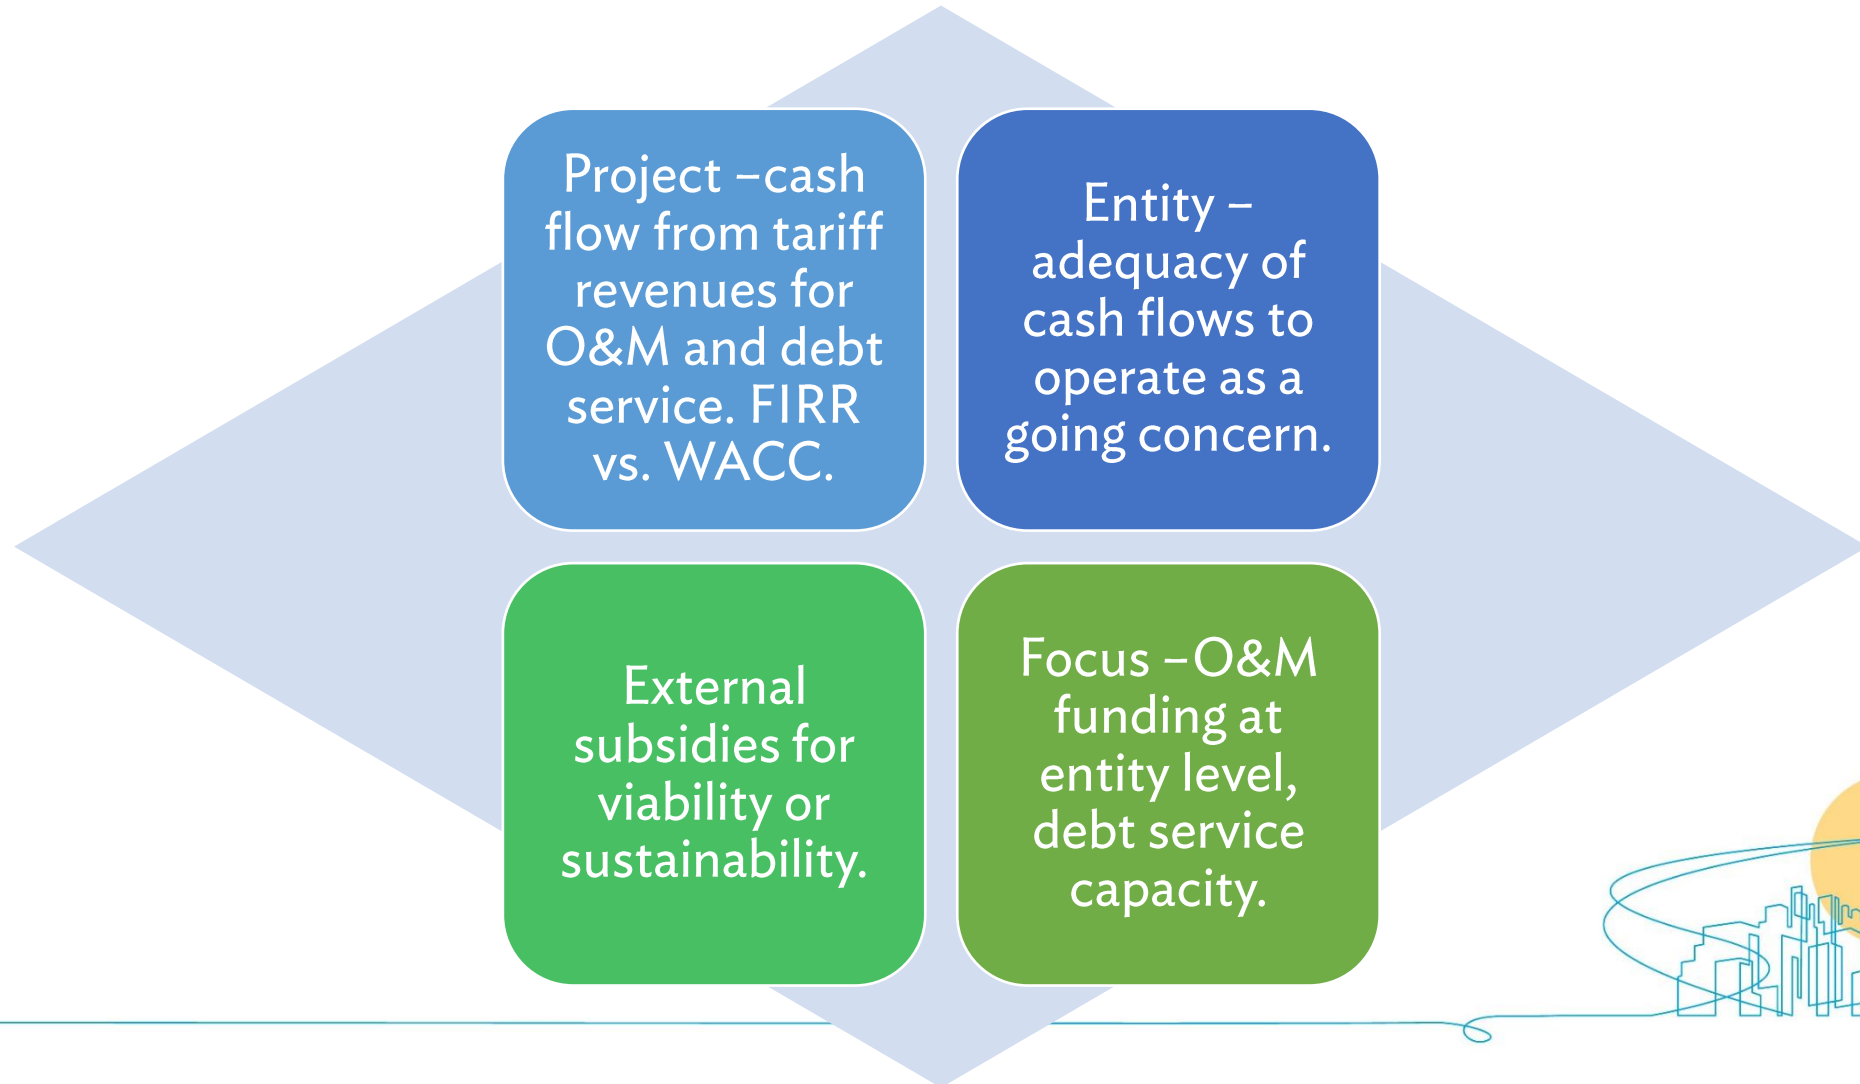 Project –cash
flow from tariff
revenues for
O&M and debt
service. FIRR
vs. WACC.
Entity –
adequacy of
cash flows to
operate as a
going concern.
External
subsidies for
viability or
sustainability.
Focus –O&M
funding at
entity level,
debt service
capacity.